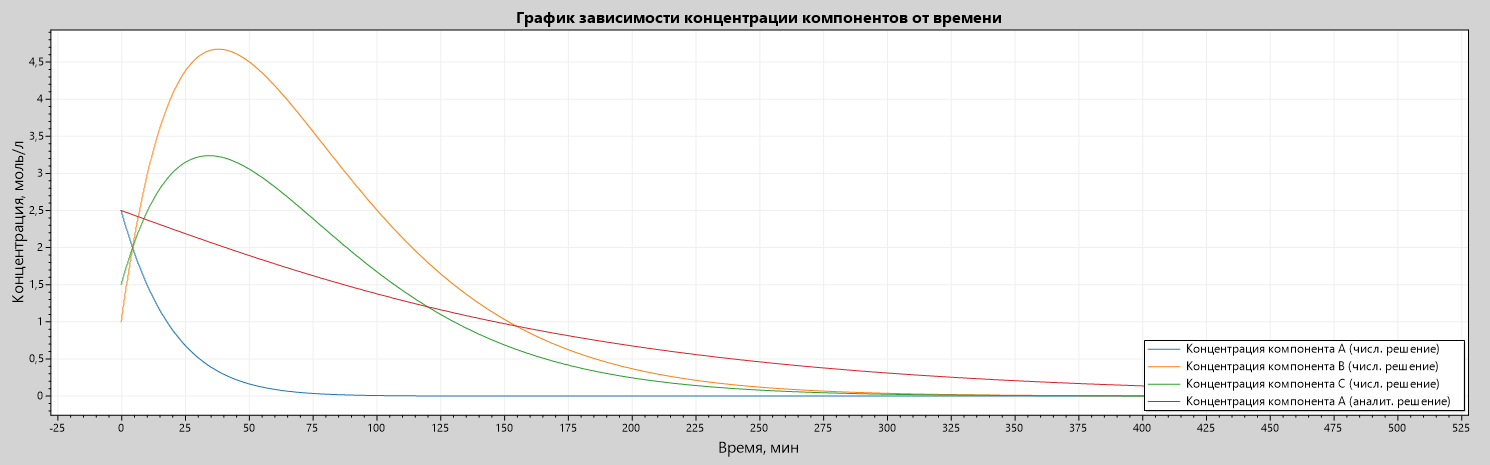 График зависимости концентрации компонентов от времени
Концентрация, моль/л
4,5
4
3,5
3
2,5
2
1,5
1
0,5
0
Концентрация компонента A (числ. решение)
Концентрация компонента B (числ. решение)
Концентрация компонента C (числ. решение)
Концентрация компонента A (аналит. решение)
-25 0 25 50 75 100 125 150 175 200 225 250 275 300 325 350 375 400 425 450 475 500 525
Время, мин